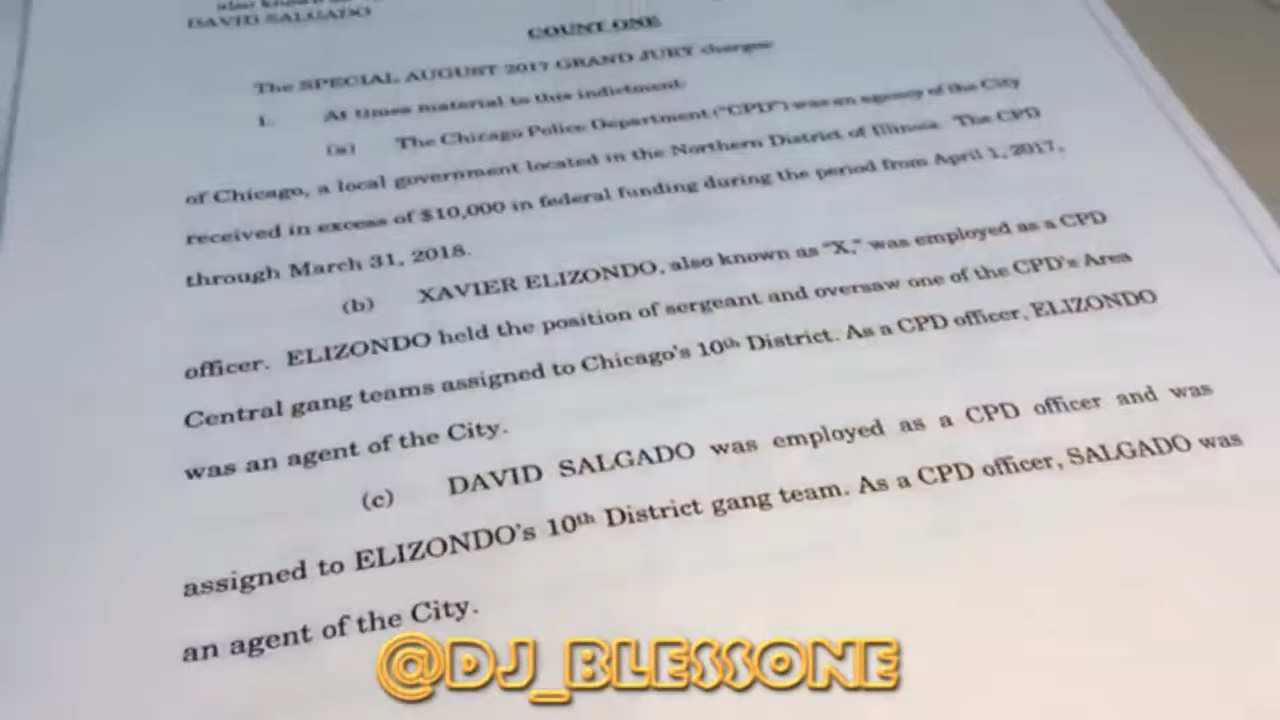 also known as
DAVID SALGADO
COUNT ONE
The SPECIAL AUGUST 2017 GRAND JURY charges:
1. At times material to this indictment:
(a) The Chicago Police Department ("CPD") was an agency of the City
of Chicago, a local government located in the Northern District of Illinois. The CPD
received in excess of $10,000 in federal funding during the period from April 1, 2017,
through March 31, 2018.
(b) XAVIER ELIZONDO, also known as “X,” was employed as a CPD
officer. ELIZONDO held the position of sergeant and oversaw one of the CPD’s Area
Central gang teams assigned to Chicago’s 10th District. As a CPD officer, ELIZONDO
was an agent of the City.
(c) DAVID SALGADO was employed as a CPD officer and was
assigned to ELIZONDO’s 10th District gang team. As a CPD officer, SALGADO was
an agent of the City.
@DJ_BLESSONE